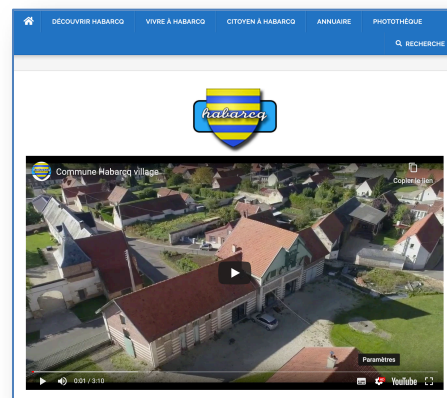 DÉCOUVRIR HABARCQ VIVRE À HABARCQ CITOYEN À HABARCQ ANNUAIRE PHOTOTHÈQUE
RECHERCHE
habarcq
Commune Habarcq village
Copier le lien
Paramètres
0:01 / 3:10 YouTube